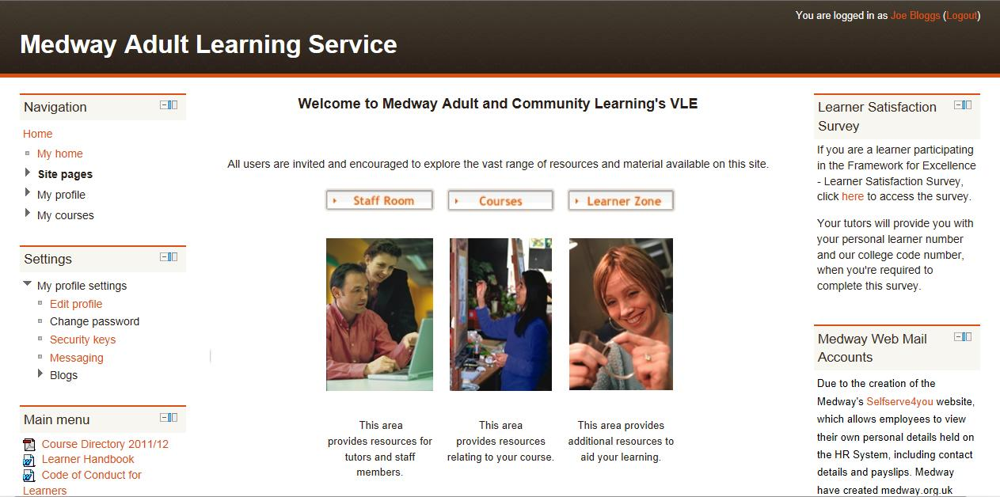 You are logged in as Joe Bloggs (Logout)
Medway Adult Learning Service
Navigation
Home
My home
Site pages
My profile
My courses
Settings
My profile settings
Edit profile
Change password
Security keys
Messaging
Blogs
Main menu
Course Directory 2011/12
Learner Handbook
Code of Conduct for
Learners
Welcome to Medway Adult and Community Learning's VLE
All users are invited and encouraged to explore the vast range of resources and material available on this site.
Staff Room
Courses
Learner Zone
This area
provides resources for
tutors and staff
members.
This area
provides resources
relating to your course.
This area provides
additional resources to
aid your learning.
Learner Satisfaction
Survey
If you are a learner participating
in the Framework for Excellence
- Learner Satisfaction Survey,
click here to access the survey.
Your tutors will provide you with
your personal learner number
and our college code number,
when you're required to
complete this survey.
Medway Web Mail
Accounts
Due to the creation of the
Medway's Selfserve4you website,
which allows employees to view
their own personal details held on
the HR System, including contact
details and payslips. Medway
have created medway.org.uk